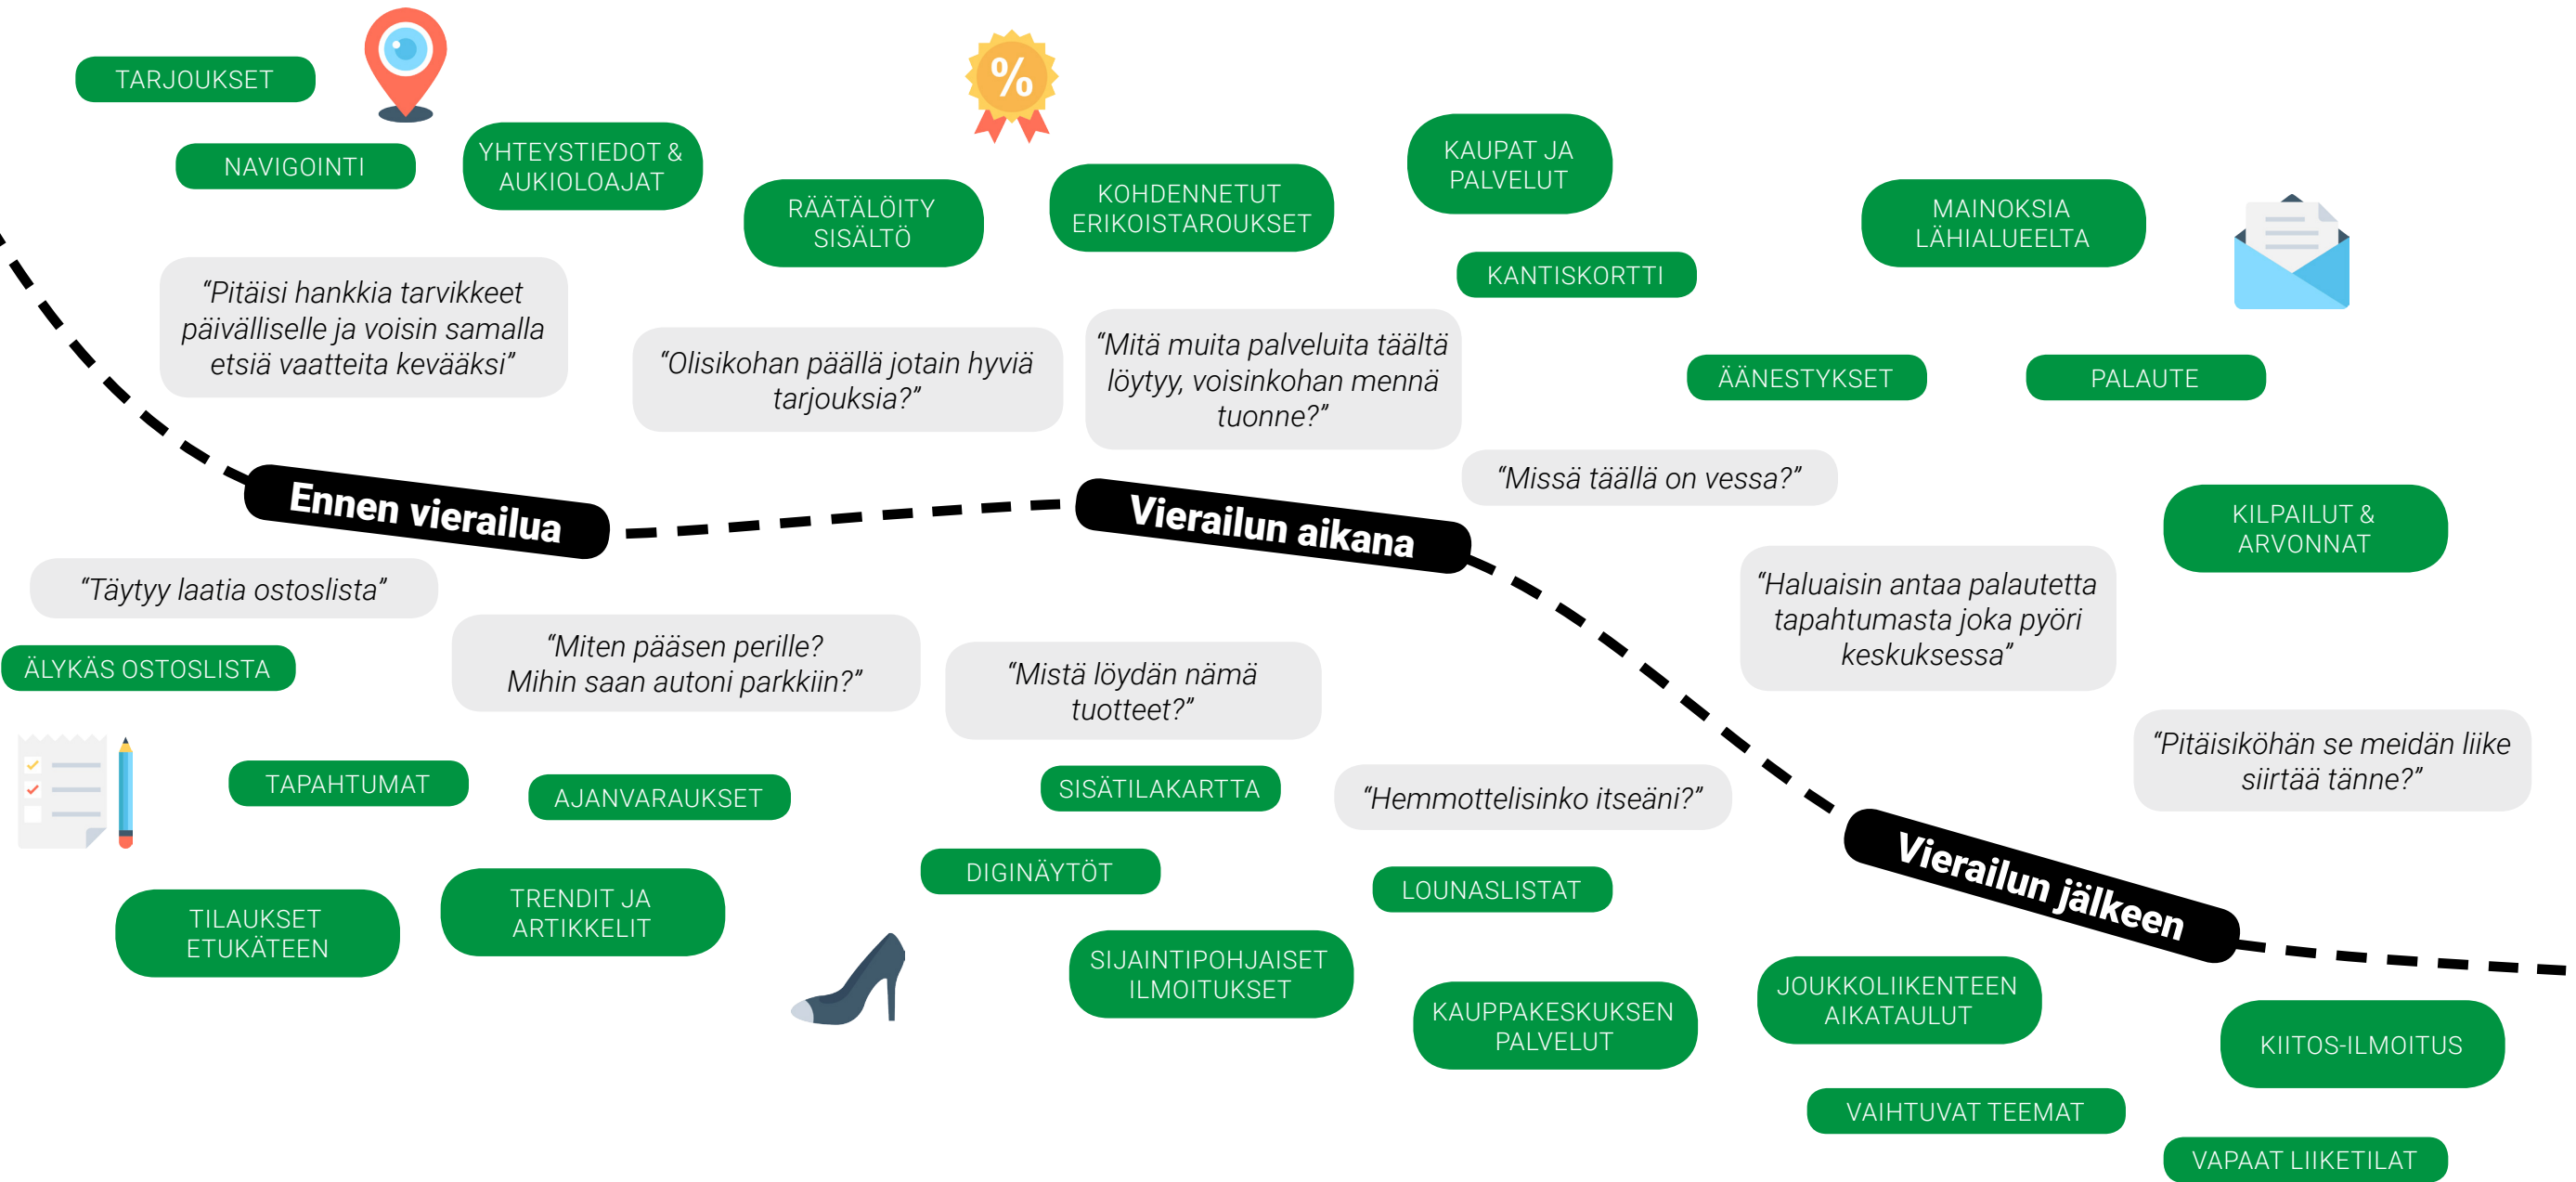 TARJOUKSET
NAVIGOINTI
YHTEYSTIEDOT &
AUKIOLOAJAT
RÄÄTÄLÖITY
SISÄLTÖ
%
KOHDENNETUT
ERIKOISTAROUKSET
KAUPAT JA
PALVELUT
KANTISKORTTI
MAINOKSIA
LÄHIALUEELTA
ÄÄNESTYKSET
PALAUTE
“Pitäisi hankkia tarvikkeet
päivälliselle ja voisin samalla
etsiä vaatteita kevääksi”
“Olisikohan päällä jotain hyviä
tarjouksia?”
“Mitä muita palveluita täältä
löytyy, voisinkohan mennä
tuonne?”
“Missä täällä on vessa?”
Ennen vierailua
Vierailun aikana
KILPAILUT &
ARVONNAT
“Täytyy laatia ostoslista”
“Haluaisin antaa palautetta
tapahtumasta joka pyöri
keskuksessa”
ÄLYKÄS OSTOSLISTA
“Miten pääsen perille?
Mihin saan autoni parkkiin?”
“Mistä löydän nämä
tuotteet?”
“Pitäisiköhän se meidän liike
siirtää tänne?”
TAPAHTUMAT
AJANVARAUKSET
SISÄTILAKARTTA
“Hemmottelisinko itseäni?”
Vierailun jälkeen
DIGINÄYTÖT
LOUNASLISTAT
TILAUKSET
ETUKÄTEEN
TRENDIT JA
ARTIKKELIT
SIJAINTIPOHJAISET
ILMOITUKSET
KAUPPAKESKUKSEN
PALVELUT
JOUKKOLIIKENTEEN
AIKATAULUT
KIITOS-ILMOITUS
VAIHTUVAT TEEMAT
VAPAAT LIIKETILAT